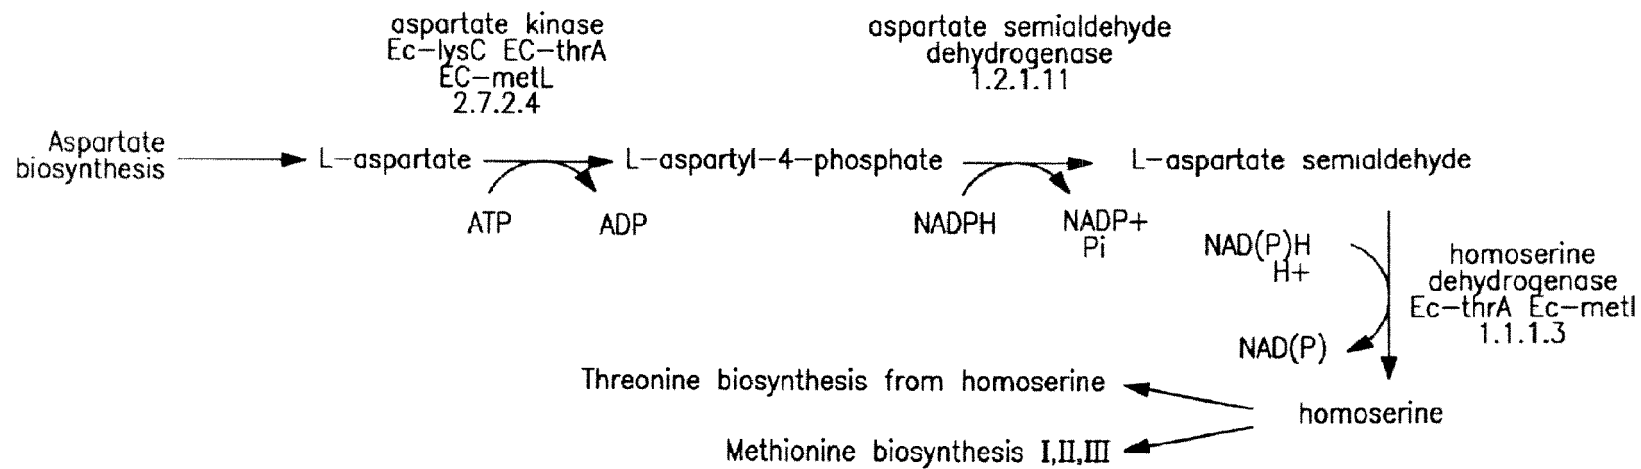 aspartate kinase
Ec-lysC EC-thrA
EC-metL
2.7.2.4
aspartate semialdehyde
dehydrogenase
1.2.1.11
Aspartate
biosynthesis
L-aspartate
L-aspartyl-4-phosphate
L-aspartate semialdehyde
ATP
ADP
NADPH
NADP+
Pi
NAD(P)H
H+
homoserine
dehydrogenase
Ec-thrA Ec-metl
1.1.1.3
NAD(P)
Threonine biosynthesis from homoserine
homoserine
Methionine biosynthesis I,II,III